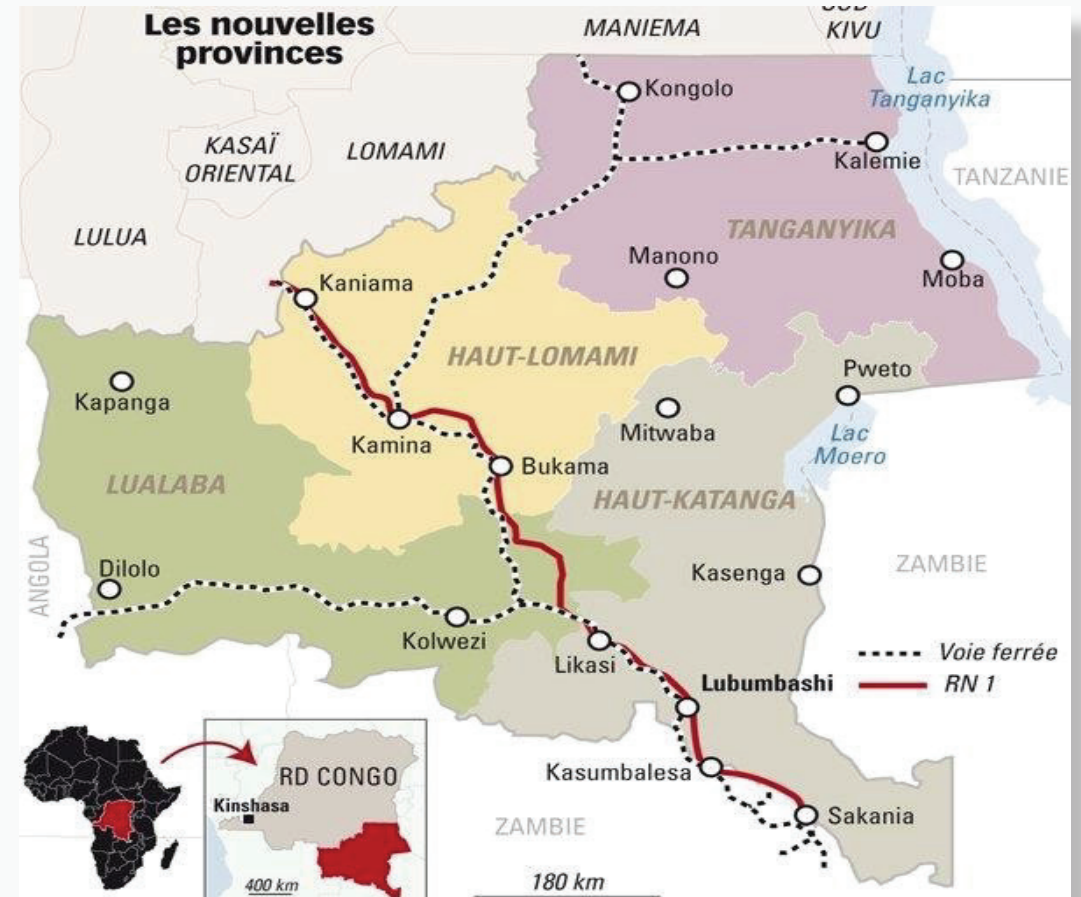 Les nouvelles
provinces
MANIEMA
SUD-
KIVU
Lac
Tanganyika
Kongolo
KASAÏ
ORIENTAL
LOMAMI
Kalemie
TANZANIE
LULUA
TANGANYIKA
Manono
Moba
Kaniama
HAUT-LOMAMI
Pweto
Kapanga
Kamina
Mitwaba
Lac
Moero
Bukama
LUALABA
HAUT-KATANGA
ANGOLA
Dilolo
Kasenga
ZAMBIE
Kolwezi
Likasi
Voie ferrée
Lubumbashi
RN 1
RD CONGO
Kinshasa
400 km
Kasumbalesa
Sakania
ZAMBIE
180 km